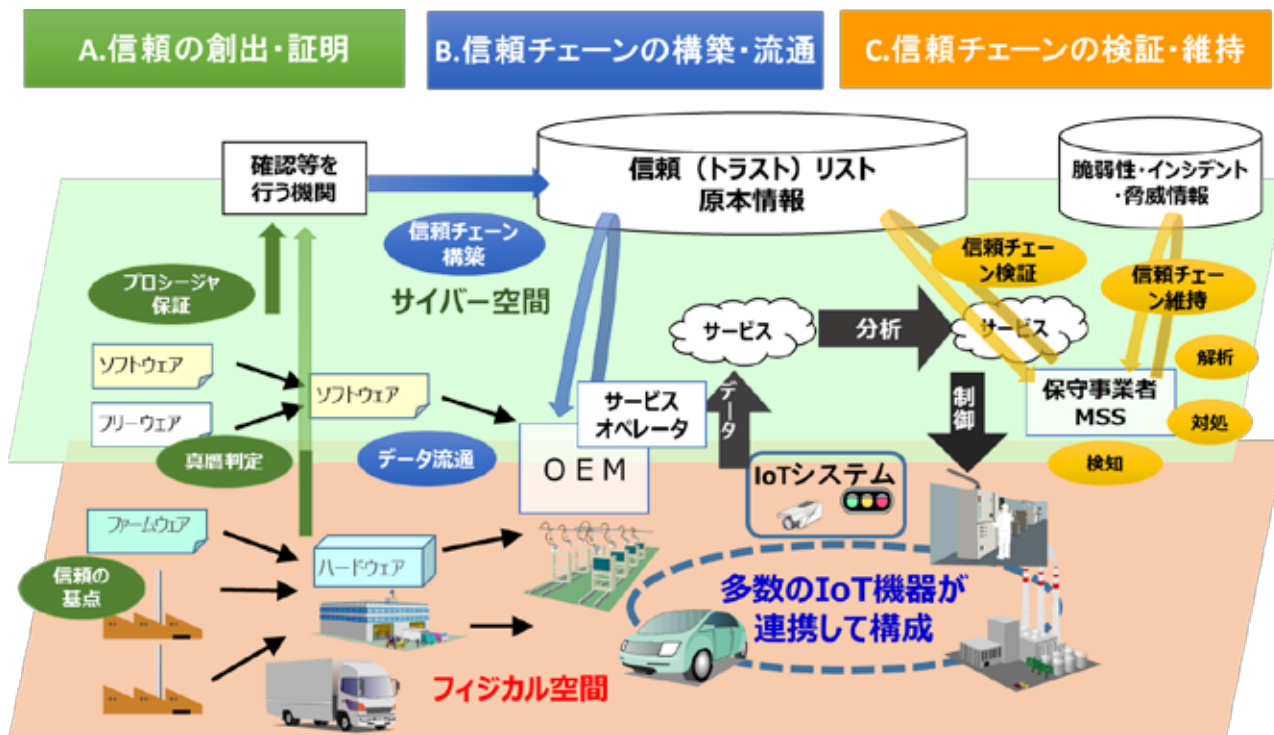 A.信頼の創出・証明
B.信頼チェーンの構築・流通
C.信頼チェーンの検証・維持
確認等を
行う機関
信頼（トラスト）リスト
原本情報
脆弱性・インシデント
・脅威情報
信頼チェーン
構築
信頼チェー
ン検証
信頼チェー
ン維持
プロシージャ
保証
サイバー空間
サービス
分析
サービス
解析
ソフトウェア
ソフトウェア
フリーウェア
サービス
オペレータ
データ
制御
保守事業者
MSS
対処
真贋判定
データ流通
OEM
検知
IoTシステム
ファームウェア
ハードウェア
信頼の
基点
多数のIoT機器が
連携して構成
フィジカル空間